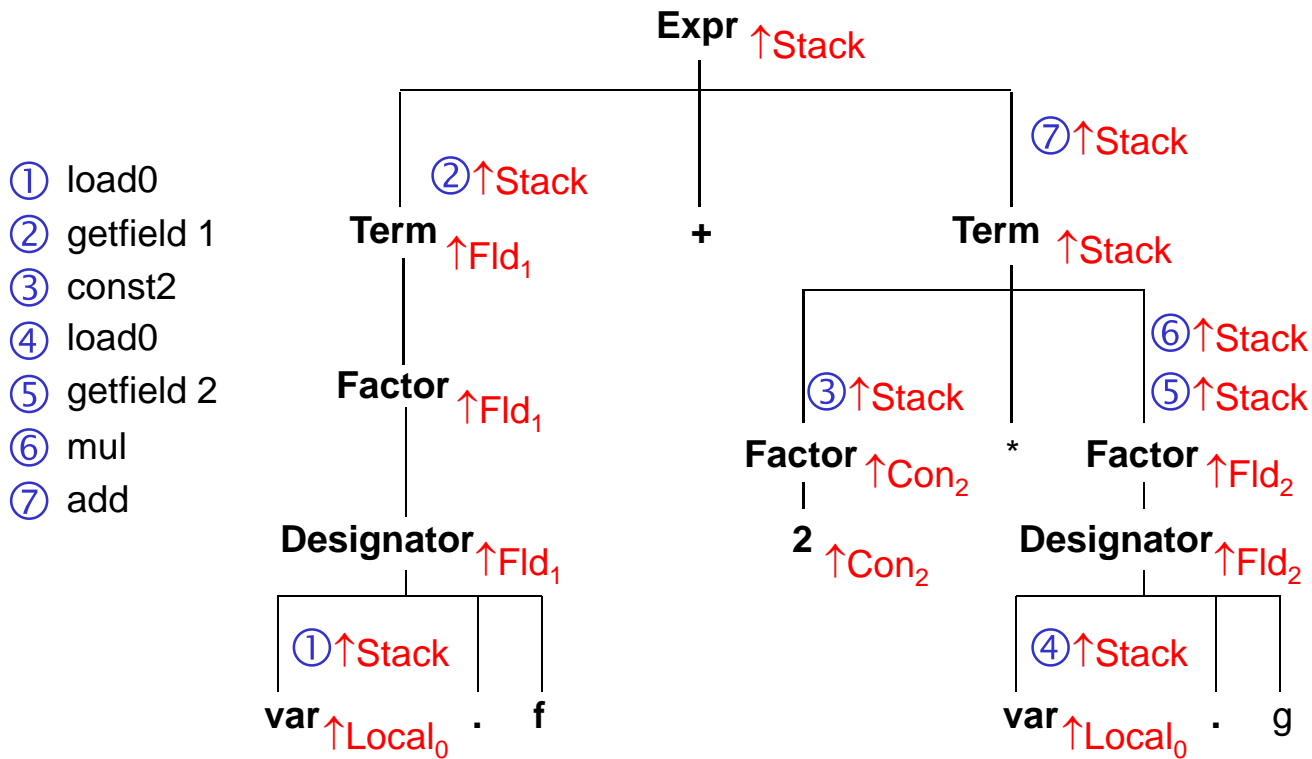 Expr ↑Stack
⑦↑Stack
① load0
② getfield 1
③ const2
④ load0
⑤ getfield 2
⑥ mul
⑦ add
②↑Stack
Term ↑Fld₁
+
Term ↑Stack
⑥↑Stack
Factor ↑Fld₁
③↑Stack
⑤↑Stack
Factor ↑Con₂
*
Factor ↑Fld₂
Designator ↑Fld₁
2 ↑Con₂
Designator ↑Fld₂
①↑Stack
④↑Stack
var ↑Local₀ . f
var ↑Local₀ . g